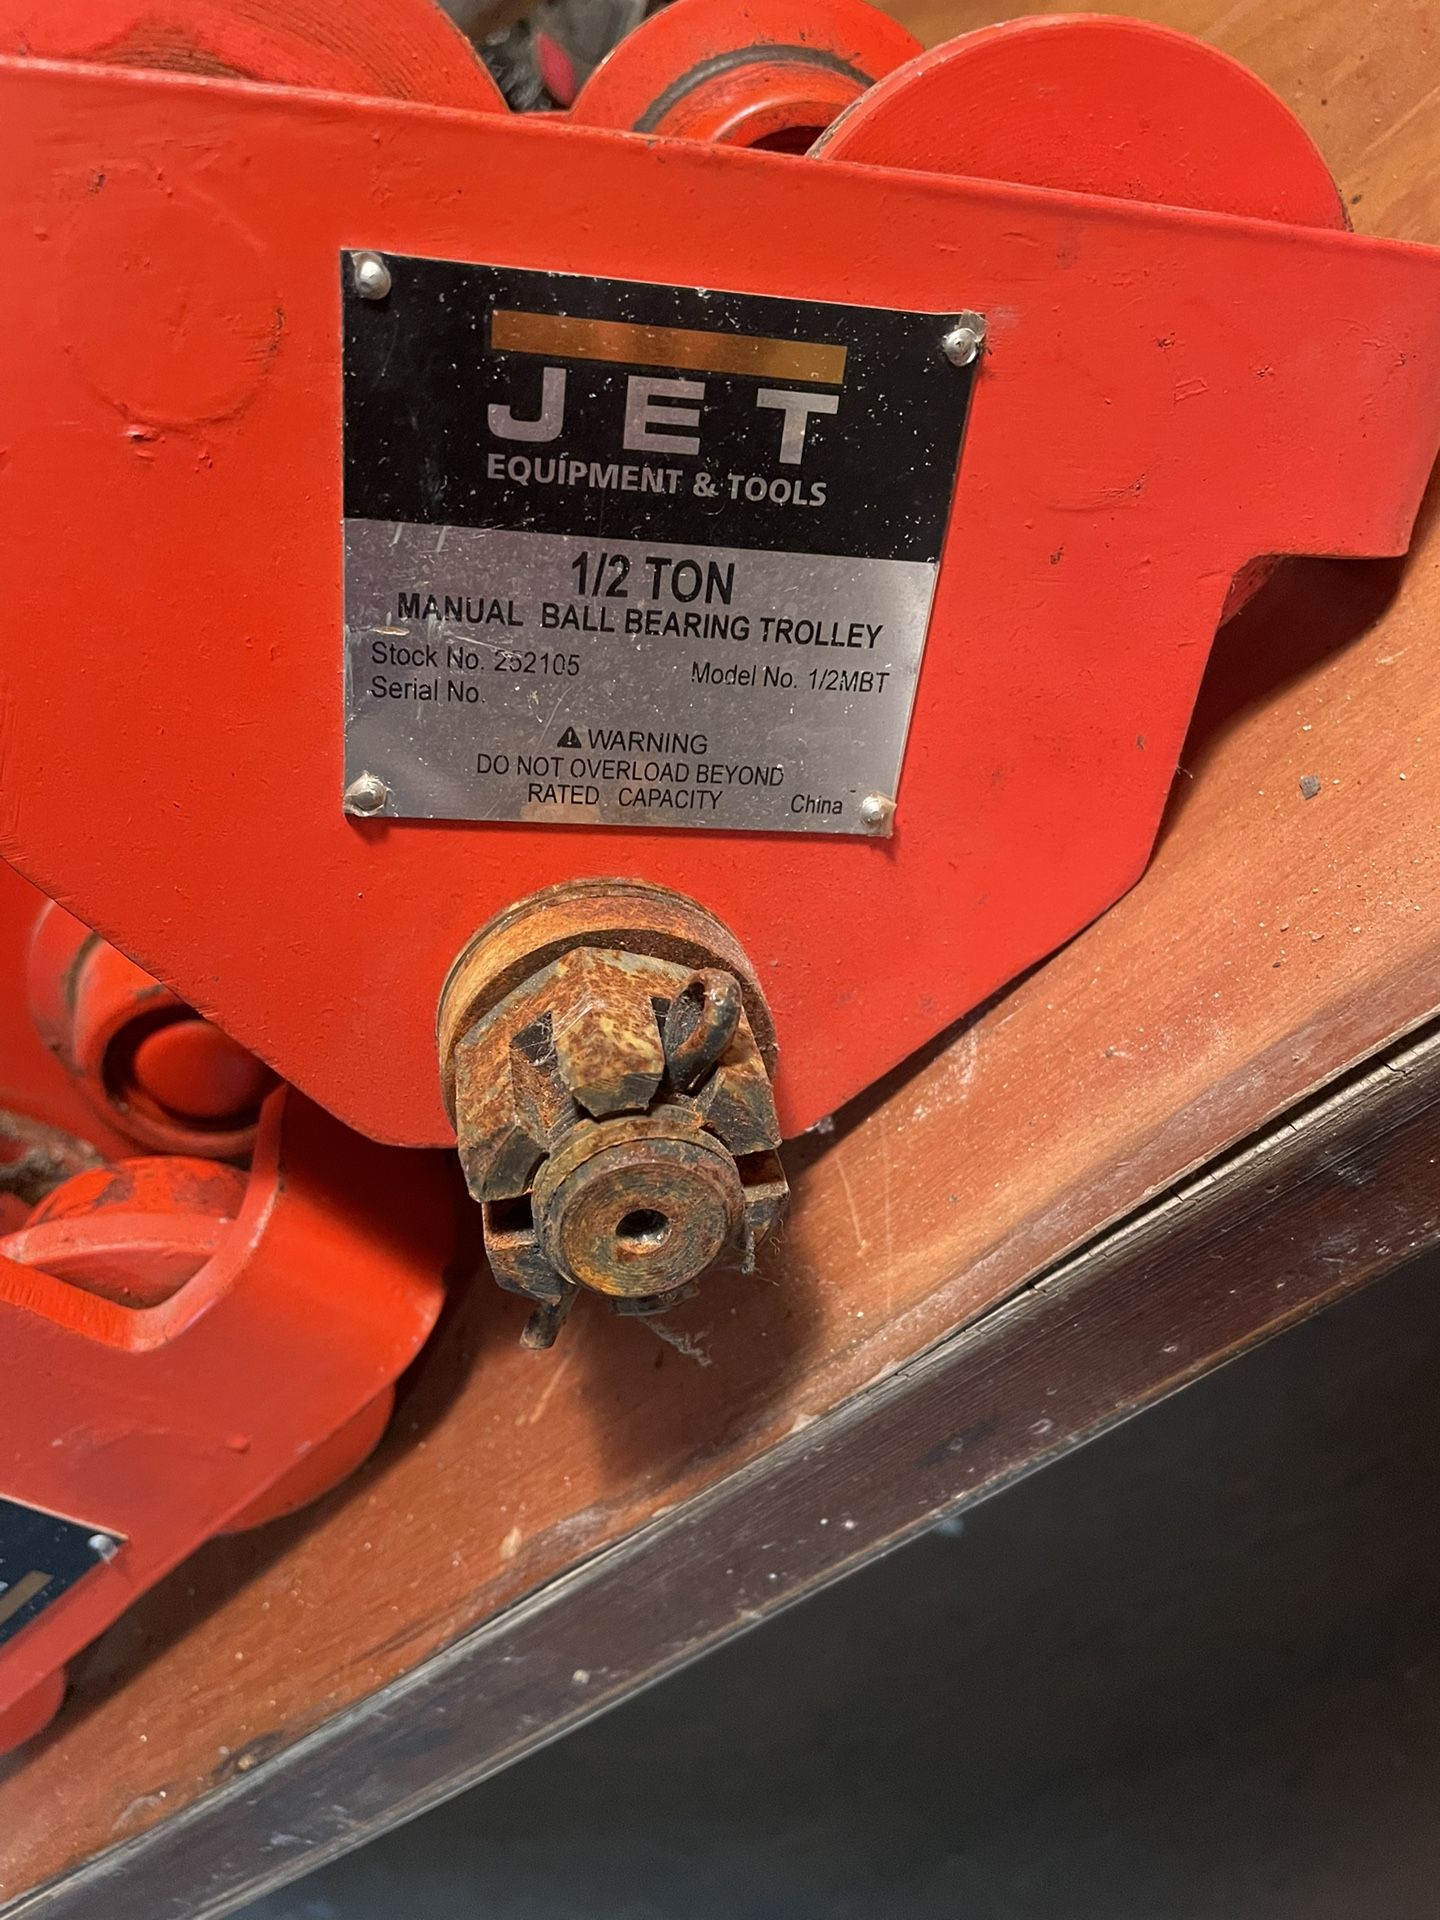 JET
EQUIPMENT & TOOLS
1/2 TON
MANUAL BALL BEARING TROLLEY
Stock No. 252105 Model No. 1/2MBT
Serial No.
⚠ WARNING
DO NOT OVERLOAD BEYOND
RATED CAPACITY China